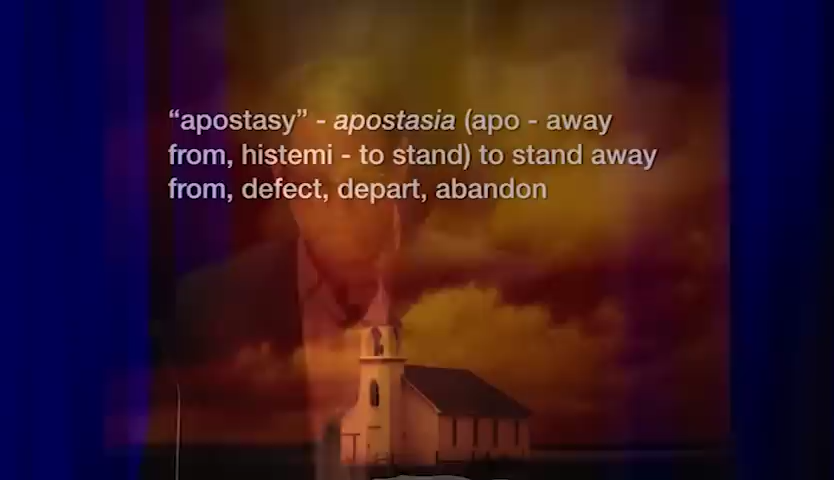 “apostasy” - apostasia (apo - away
from, histemi - to stand) to stand away
from, defect, depart, abandon